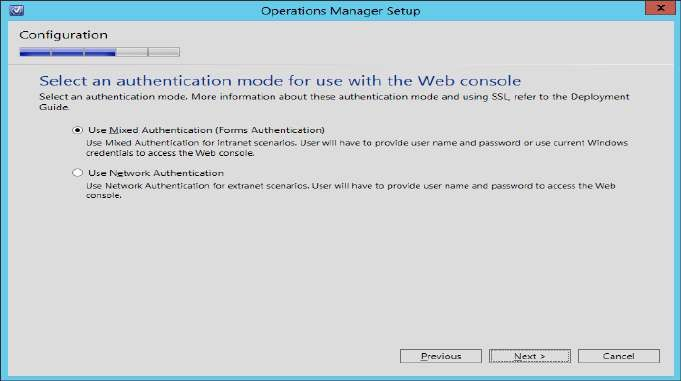 Operations Manager Setup
Configuration
Select an authentication mode for use with the Web console
Select an authentication mode. More information about these authentication mode and using SSL, refer to the Deployment
Guide.
Use Mixed Authentication (Forms Authentication)
Use Mixed Authentication for intranet scenarios. User will have to provide user name and password or use current Windows
credentials to access the Web console.
Use Network Authentication
Use Network Authentication for extranet scenarios. User will have to provide user name and password to access the Web
console.
Previous Next > Cancel